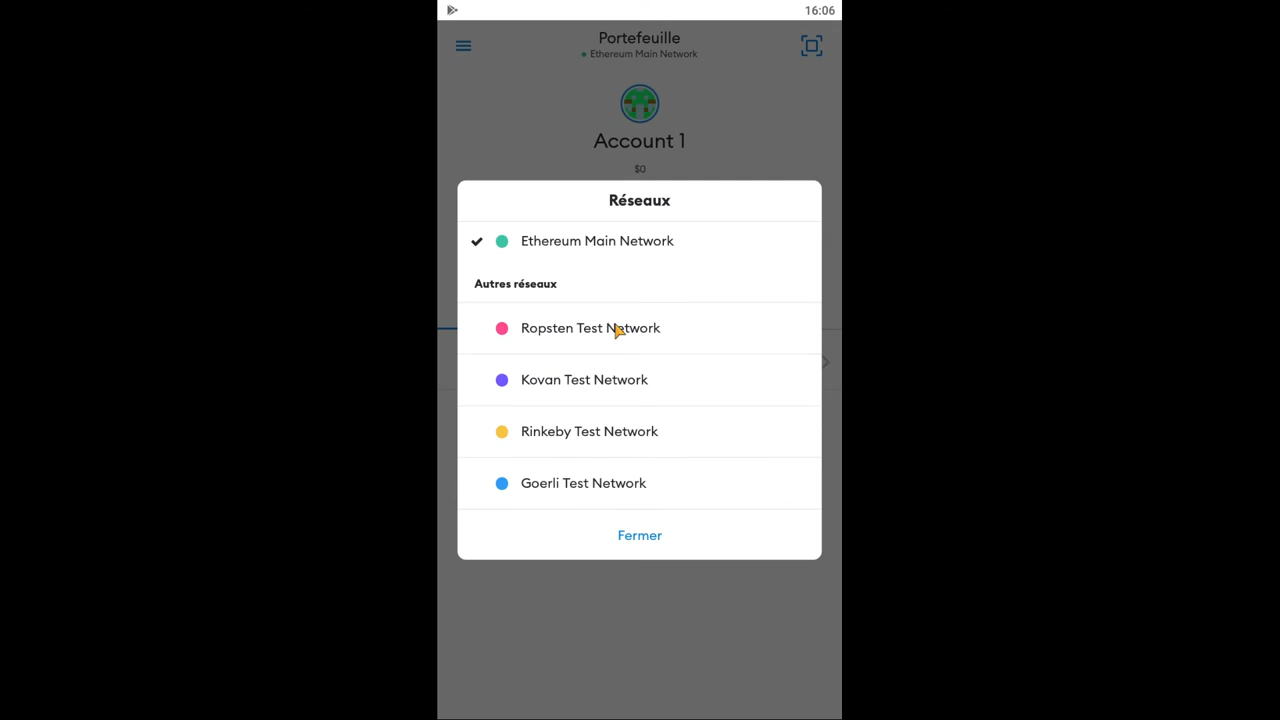 16:06
Portefeuille
Ethereum Main Network
Account 1
$0
Réseaux
Ethereum Main Network
Autres réseaux
Ropsten Test Network
Kovan Test Network
Rinkeby Test Network
Goerli Test Network
Fermer